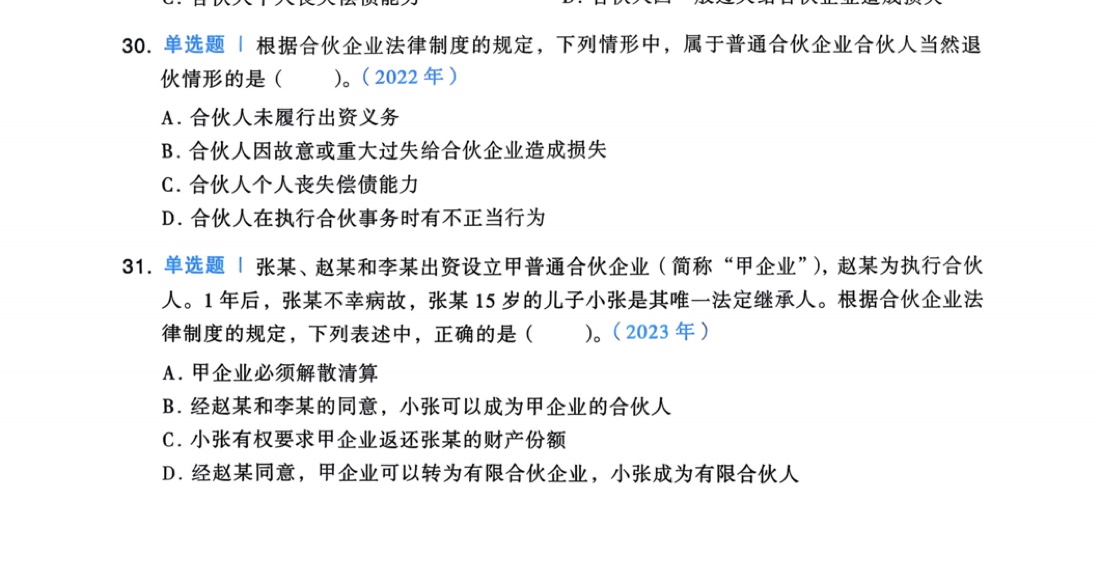 30. 单选题 | 根据合伙企业法律制度的规定，下列情形中，属于普通合伙企业合伙人当然退
伙情形的是（　　）。（2022 年）
A. 合伙人未履行出资义务
B. 合伙人因故意或重大过失给合伙企业造成损失
C. 合伙人个人丧失偿债能力
D. 合伙人在执行合伙事务时有不正当行为
31. 单选题 | 张某、赵某和李某出资设立甲普通合伙企业（简称“甲企业”），赵某为执行合伙
人。1 年后，张某不幸病故，张某 15 岁的儿子小张是其唯一法定继承人。根据合伙企业法
律制度的规定，下列表述中，正确的是（　　）。（2023 年）
A. 甲企业必须解散清算
B. 经赵某和李某的同意，小张可以成为甲企业的合伙人
C. 小张有权要求甲企业返还张某的财产份额
D. 经赵某同意，甲企业可以转为有限合伙企业，小张成为有限合伙人